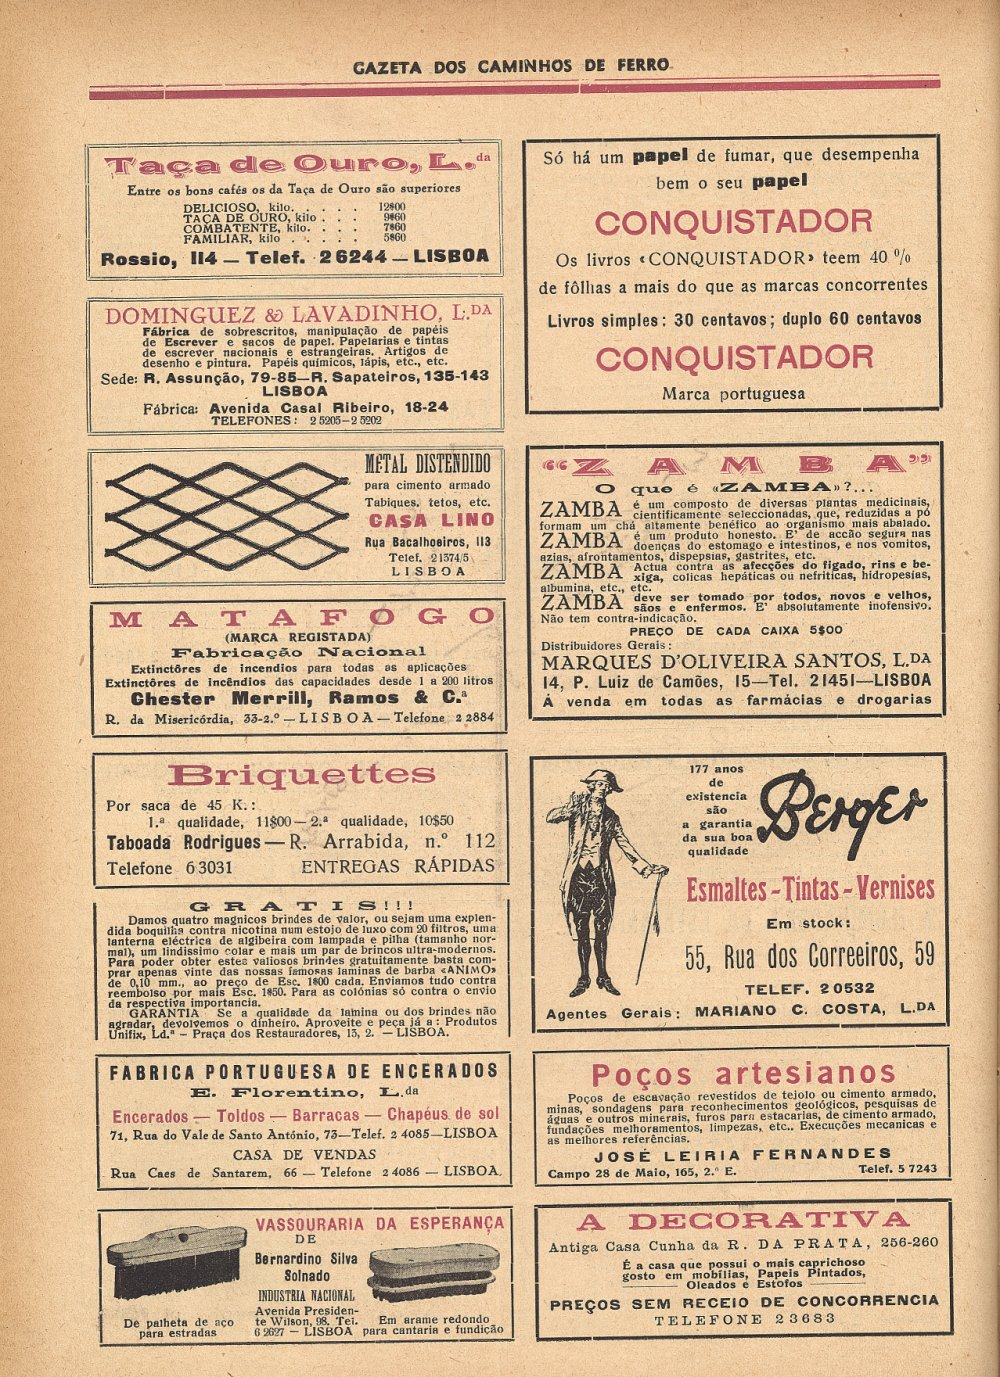 GAZETA DOS CAMINHOS DE FERRO
Taça de Ouro, L.da
Entre os bons cafés os da Taça de Ouro são superiores
DELICIOSO, kilo. . . . . 12$00
TAÇA DE OURO, kilo . . . 9$60
COMBATENTE, kilo. . . . 7$60
FAMILIAR, kilo . . . . . 5$60
Rossio, 114 — Telef. 2 6244 — LISBOA
DOMINGUEZ & LAVADINHO, L.DA
Fábrica de sobrescritos, manipulação de papéis
de Escrever e sacos de papel. Papelarias e tintas
de escrever nacionais e estrangeiras. Artigos de
desenho e pintura. Papéis químicos, lápis, etc., etc.
Sede: R. Assunção, 79-85—R. Sapateiros, 135-143
LISBOA
Fábrica: Avenida Casal Ribeiro, 18-24
TELEFONES: 2 5205—2 5202
METAL DISTENDIDO
para cimento armado
Tabiques, tetos, etc.
CASA LINO
Rua Bacalhoeiros, 113
Telef. 2 1374/5
LISBOA
MATAFOGO
(MARCA REGISTADA)
Fabricação Nacional
Extinctôres de incendios para todas as aplicações
Extinctôres de incêndios das capacidades desde 1 a 200 litros
Chester Merrill, Ramos & C.ª
R. da Misericórdia, 33-2.º — LISBOA — Telefone 2 2884
Briquettes
Por saca de 45 K.:
1.ª qualidade, 11$00 — 2.ª qualidade, 10$50
Taboada Rodrigues — R. Arrabida, n.º 112
Telefone 6 3031 ENTREGAS RÁPIDAS
GRATIS!!!
Damos quatro magnicos brindes de valor, ou sejam uma explen-
dida boquilha contra nicotina num estojo de luxo com 20 filtros, uma
lanterna eléctrica de algibeira com lampada e pilha (tamanho nor-
mal), um lindissimo colar e mais um par de brincos ultra-modernos.
Para poder obter estes valiosos brindes gratuitamente basta com-
prar apenas vinte das nossas famosas laminas de barba «ANIMO»
de 0,10 mm., ao preço de Esc. 1$00 cada. Enviamos tudo contra
reembolso por mais Esc. 1$50. Para as colónias só contra o envio
da respectiva importancia.
GARANTIA - Se a qualidade da lamina ou dos brindes não
agradar, devolvemos o dinheiro. Aproveite e peça já a: Produtos
Unifix, Ld.ª - Praça dos Restauradores, 13, 2. — LISBOA.
FABRICA PORTUGUESA DE ENCERADOS
E. Florentino, L.da
Encerados — Toldos — Barracas — Chapéus de sol
71, Rua do Vale de Santo António, 73—Telef. 2 4085—LISBOA
CASA DE VENDAS
Rua Caes de Santarem, 66 — Telefone 2 4086 — LISBOA.
VASSOURARIA DA ESPERANÇA
DE
Bernardino Silva
Solnado
INDUSTRIA NACIONAL
Avenida Presiden-
te Wilson, 98. Tel.
6 2627 — LISBOA
De palheta de aço
para estradas
Em arame redondo
para cantaria e fundição
Só há um papel de fumar, que desempenha
bem o seu papel
CONQUISTADOR
Os livros «CONQUISTADOR» teem 40 %
de fôlhas a mais do que as marcas concorrentes
Livros simples: 30 centavos; duplo 60 centavos
CONQUISTADOR
Marca portuguesa
“ZAMBA”
O que é «ZAMBA»?...
ZAMBA é um composto de diversas plantas medicinais,
cientificamente seleccionadas, que, reduzidas a pó
formam um chá altamente benéfico ao organismo mais abalado.
ZAMBA é um produto honesto. E' de accão segura nas
doenças do estomago e intestinos, e nos vomitos,
azias, afrontamentos, dispepsias, gastrites, etc.
ZAMBA Actua contra as afecções do figado, rins e be-
xiga, colicas hepáticas ou nefriticas, hidropesias,
albumina, etc., etc.
ZAMBA deve ser tomado por todos, novos e velhos,
sãos e enfermos. E' absolutamente inofensivo.
Não tem contra-indicação.
PREÇO DE CADA CAIXA 5$00
Distribuidores Gerais:
MARQUES D'OLIVEIRA SANTOS, L.DA
14, P. Luiz de Camões, 15—Tel. 21451—LISBOA
À venda em todas as farmácias e drogarias
177 anos
de
existencia
são
a garantia
da sua boa
qualidade
Berger
Esmaltes - Tintas - Vernises
Em stock:
55, Rua dos Correeiros, 59
TELEF. 2 0532
Agentes Gerais: MARIANO C. COSTA, L.DA
Poços artesianos
Poços de escavação revestidos de tejolo ou cimento armado,
minas, sondagens para reconhecimentos geológicos, pesquisas de
águas e outros minerais, furos para estacarias, de cimento armado,
fundações melhoramentos, limpezas, etc.. Execuções mecanicas e
as melhores referências.
JOSÉ LEIRIA FERNANDES
Campo 28 de Maio, 165, 2.º E. Telef. 5 7243
A DECORATIVA
Antiga Casa Cunha da R. DA PRATA, 256-260
É a casa que possui o mais caprichoso
gosto em mobílias, Papeis Pintados,
Oleados e Estofos
PREÇOS SEM RECEIO DE CONCORRENCIA
TELEFONE 2 3683